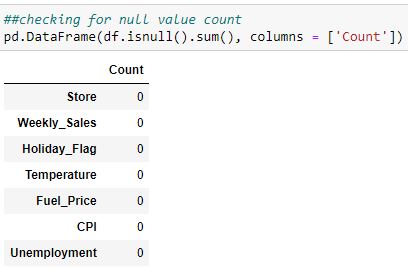 ##checking for null value count
pd.DataFrame(df.isnull().sum(), columns = ['Count'])
Count
Store 0
Weekly_Sales 0
Holiday_Flag 0
Temperature 0
Fuel_Price 0
CPI 0
Unemployment 0